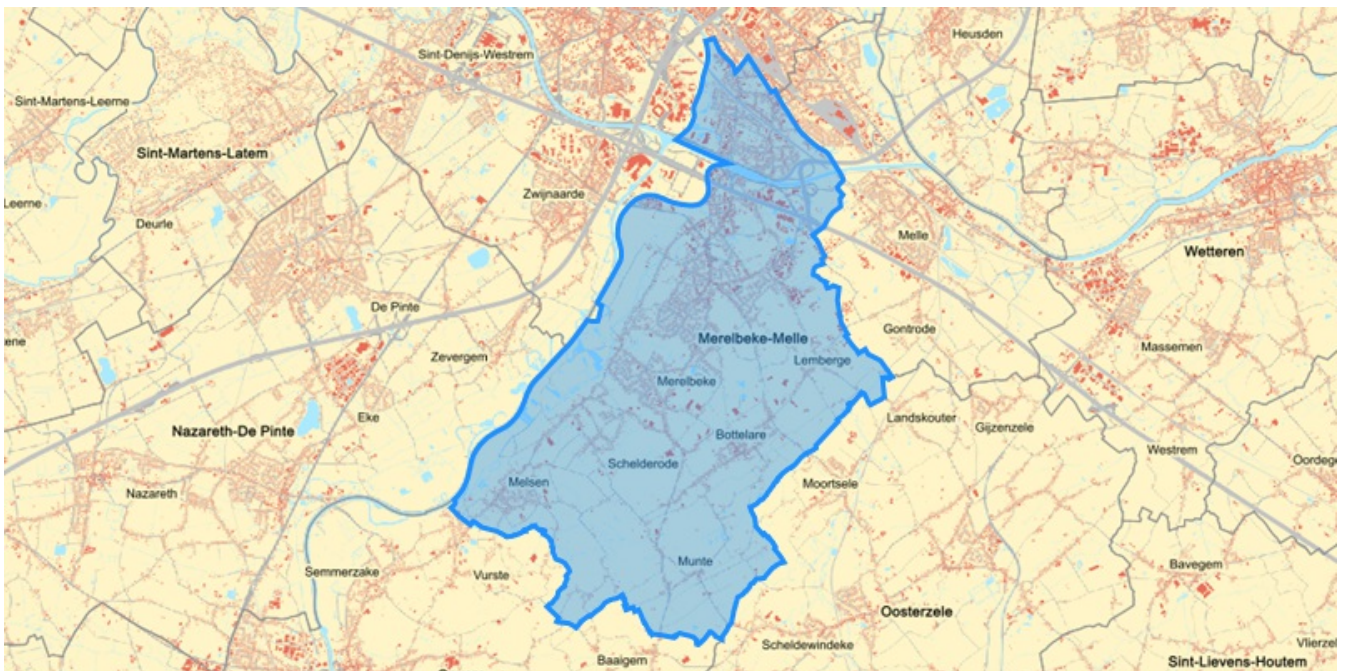 Heusden
Sint-Denijs-Westrem
Sint-Martens-Leerne
Sint-Martens-Latem
Zwijnaarde
Leerne
Deurle
Melle
Wetteren
De Pinte
Gontrode
Merelbeke-Melle
Massemen
Zevergem
Lemberge
Merelbeke
Eke
Landskouter
Gijzenzele
Nazareth-De Pinte
Bottelare
Westrem
Schelderode
Oordege
Melsen
Moortsele
Nazareth
Munte
Bavegem
Semmerzake
Vurste
Oosterzele
Scheldewindeke
Vlierzel
Baaigem
Sint-Lievens-Houtem